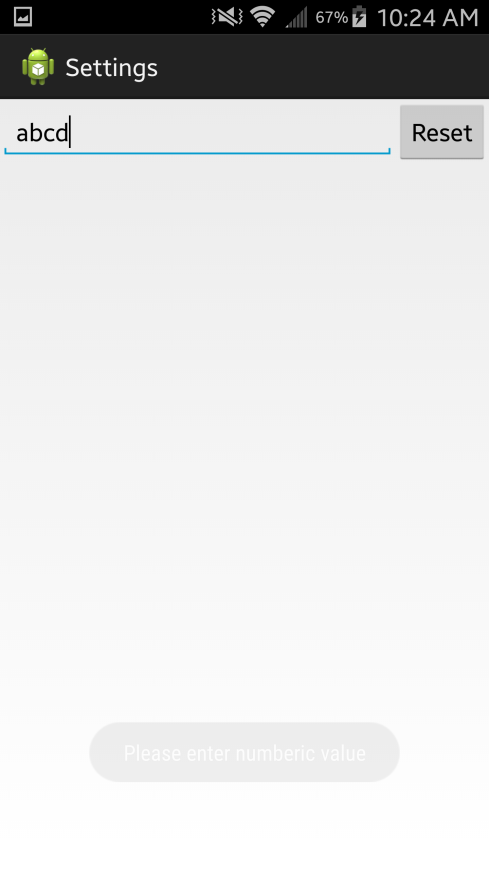 67% 10:24 AM
Settings
abcd
Reset
Please enter numberic value